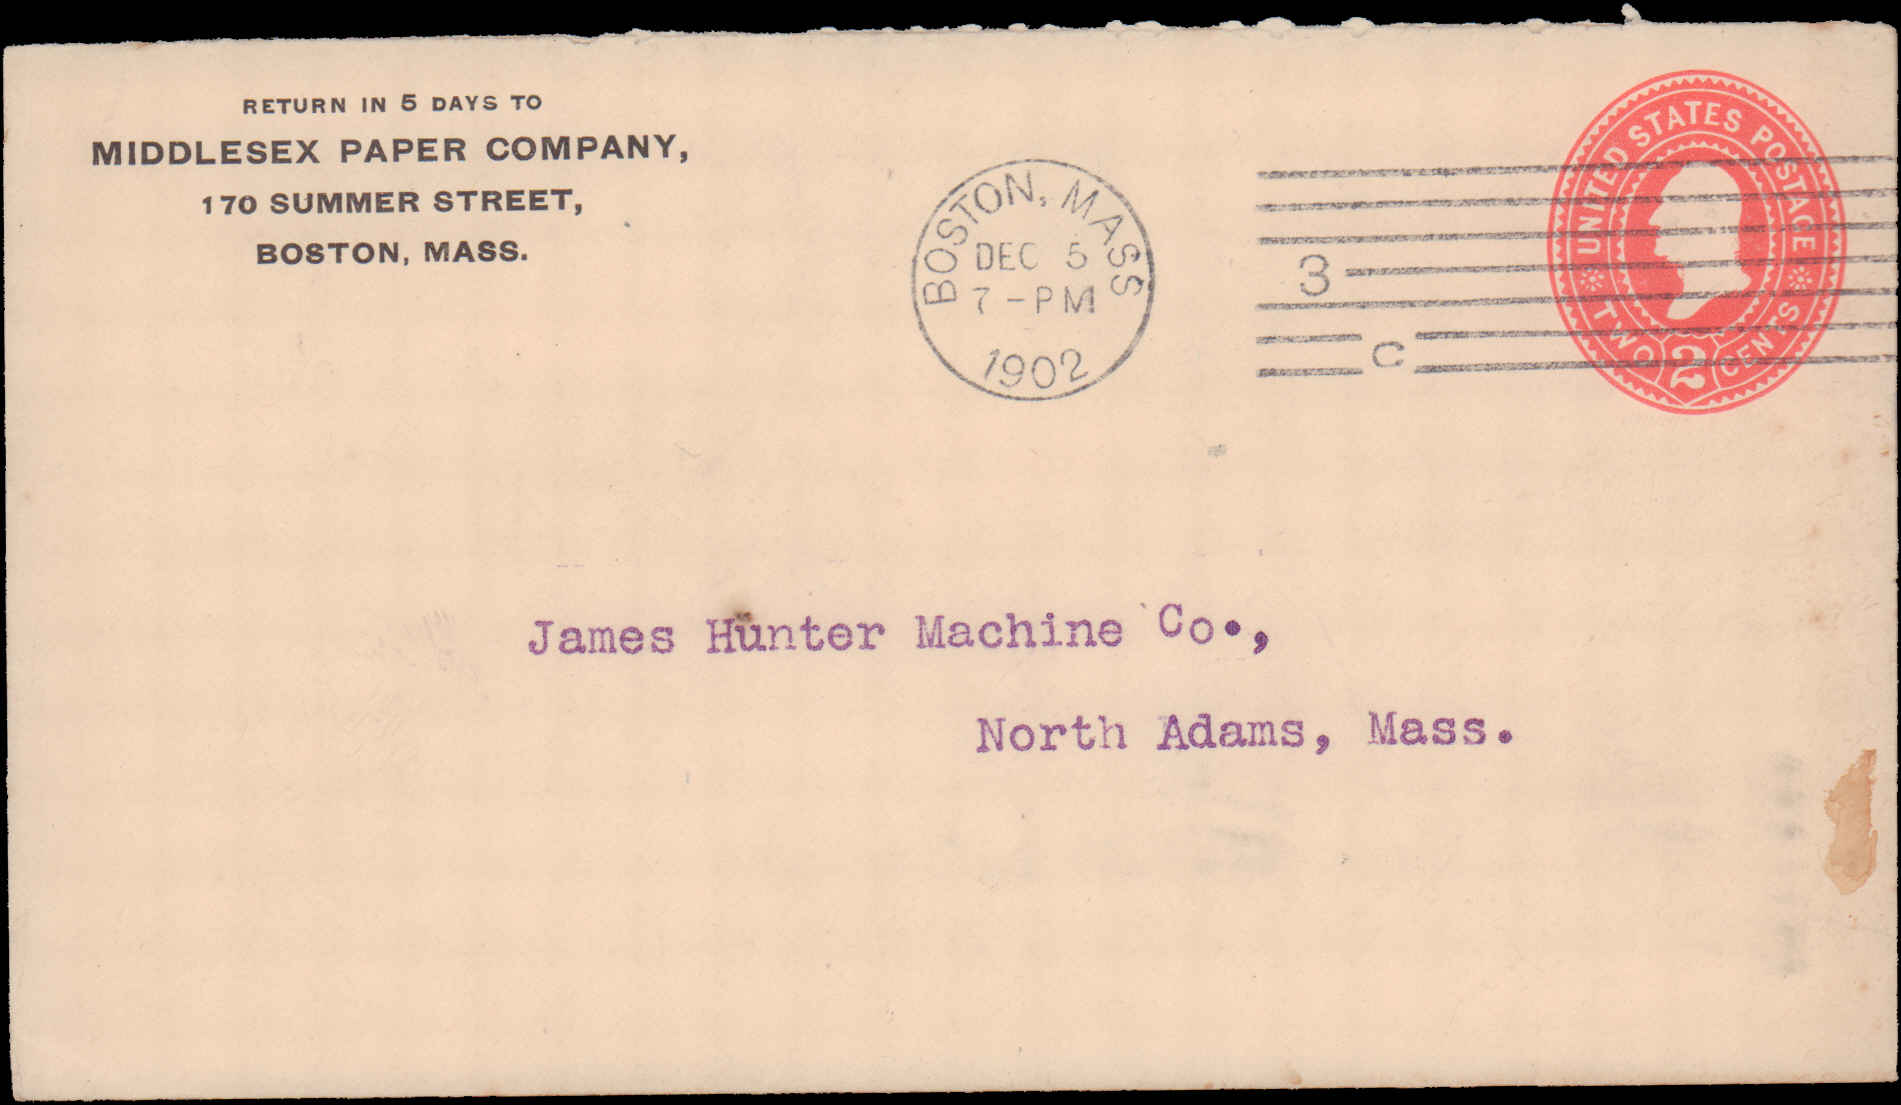 RETURN IN 5 DAYS TO
MIDDLESEX PAPER COMPANY,
170 SUMMER STREET,
BOSTON, MASS.
BOSTON, MASS
DEC 5
7-PM
1902
3
C
UNITED STATES POSTAGE
TWO 2 CENTS
James Hunter Machine Co.,
North Adams, Mass.